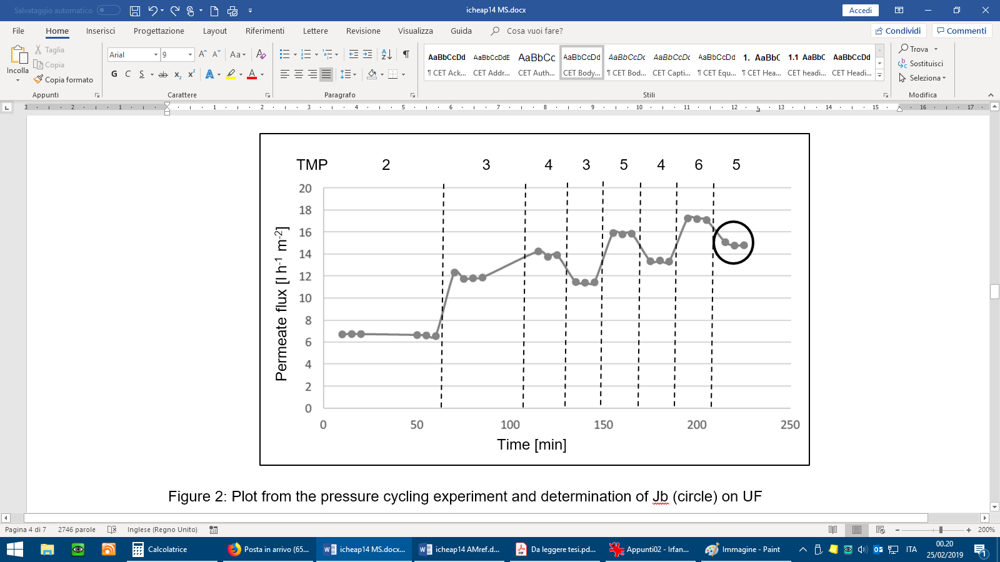 Salvataggio automatico
icheap14 MS.docx
Accedi
File Home Inserisci Progettazione Layout Riferimenti Lettere Revisione Visualizza Guida Cosa vuoi fare? Condividi Commenti
Incolla
Taglia
Copia
Copia formato
Appunti
Arial 9
G C S ab x₂ x²
Carattere
Paragrafo
AaBbCcDd AaBbCcDdE AaBbCc AaBbCcDd AaBbCcDc AaBbCcDc AaBbCcDd 1. AaBbC 1.1 AaBbC AaBbCcDd
¶ CET Ack... CET Addr... CET Auth... CET Body... ¶ CET Bod... CET Capti... ¶ CET Equ... ¶ CET Hea... CET headi... CET Headi...
Stili
Trova
Sostituisci
Seleziona
Modifica
3 2 1 1 2 3 4 5 6 7 8 9 10 11 12 13 14 15 16 17
TMP 2 3 4 3 5 4 6 5
20
18
16
14
12
10
8
6
4
2
0
Permeate flux [l h-1 m-2]
0 50 100 150 200 250
Time [min]
Figure 2: Plot from the pressure cycling experiment and determination of Jb (circle) on UF
Pagina 4 di 7 2746 parole Inglese (Regno Unito) 200%
Calcolatrice
Posta in arrivo (65...
icheap14 MS.docx...
icheap14 AMref.d...
Da leggere tesi.pd...
Appunti02 - Irfan...
Immagine - Paint
ITA
00.20
25/02/2019
1